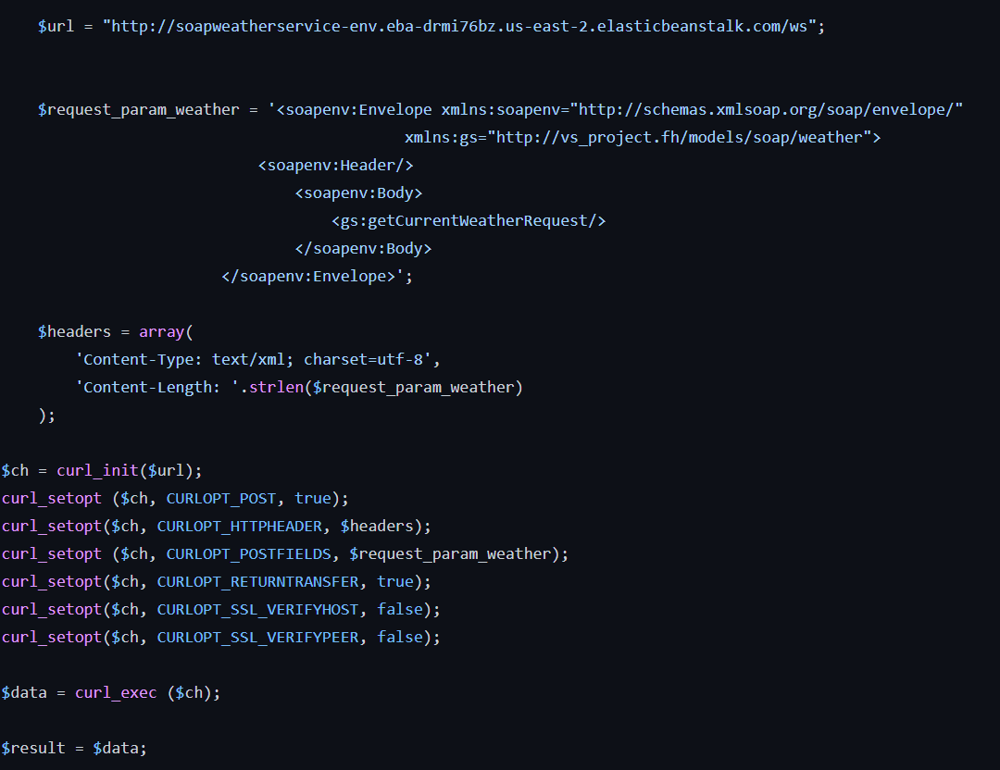 $url = "http://soapweatherservice-env.eba-drmi76bz.us-east-2.elasticbeanstalk.com/ws";
$request_param_weather = '<soapenv:Envelope xmlns:soapenv="http://schemas.xmlsoap.org/soap/envelope/"
xmlns:gs="http://vs_project.fh/models/soap/weather">
<soapenv:Header/>
<soapenv:Body>
<gs:getCurrentWeatherRequest/>
</soapenv:Body>
</soapenv:Envelope>';
$headers = array(
'Content-Type: text/xml; charset=utf-8',
'Content-Length: '.strlen($request_param_weather)
);
$ch = curl_init($url);
curl_setopt ($ch, CURLOPT_POST, true);
curl_setopt($ch, CURLOPT_HTTPHEADER, $headers);
curl_setopt ($ch, CURLOPT_POSTFIELDS, $request_param_weather);
curl_setopt($ch, CURLOPT_RETURNTRANSFER, true);
curl_setopt($ch, CURLOPT_SSL_VERIFYHOST, false);
curl_setopt($ch, CURLOPT_SSL_VERIFYPEER, false);
$data = curl_exec ($ch);
$result = $data;